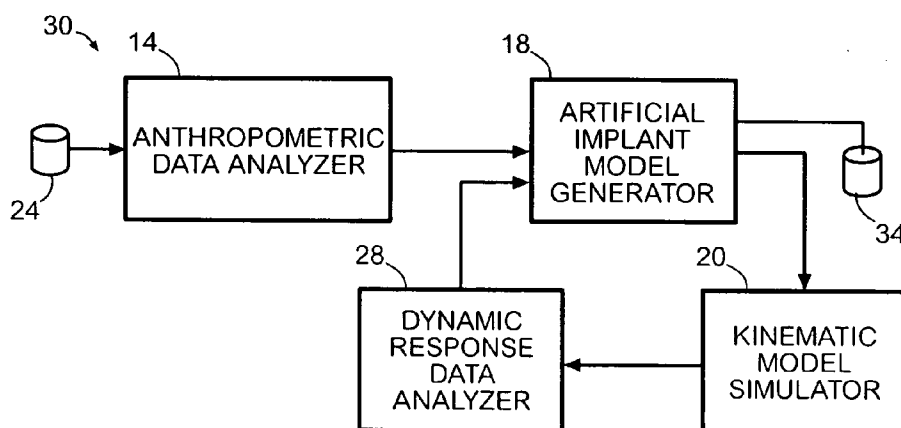 30
14
18
ANTHROPOMETRIC
DATA ANALYZER
ARTIFICIAL
IMPLANT
MODEL
GENERATOR
24
34
28
20
DYNAMIC
RESPONSE
DATA
ANALYZER
KINEMATIC
MODEL
SIMULATOR